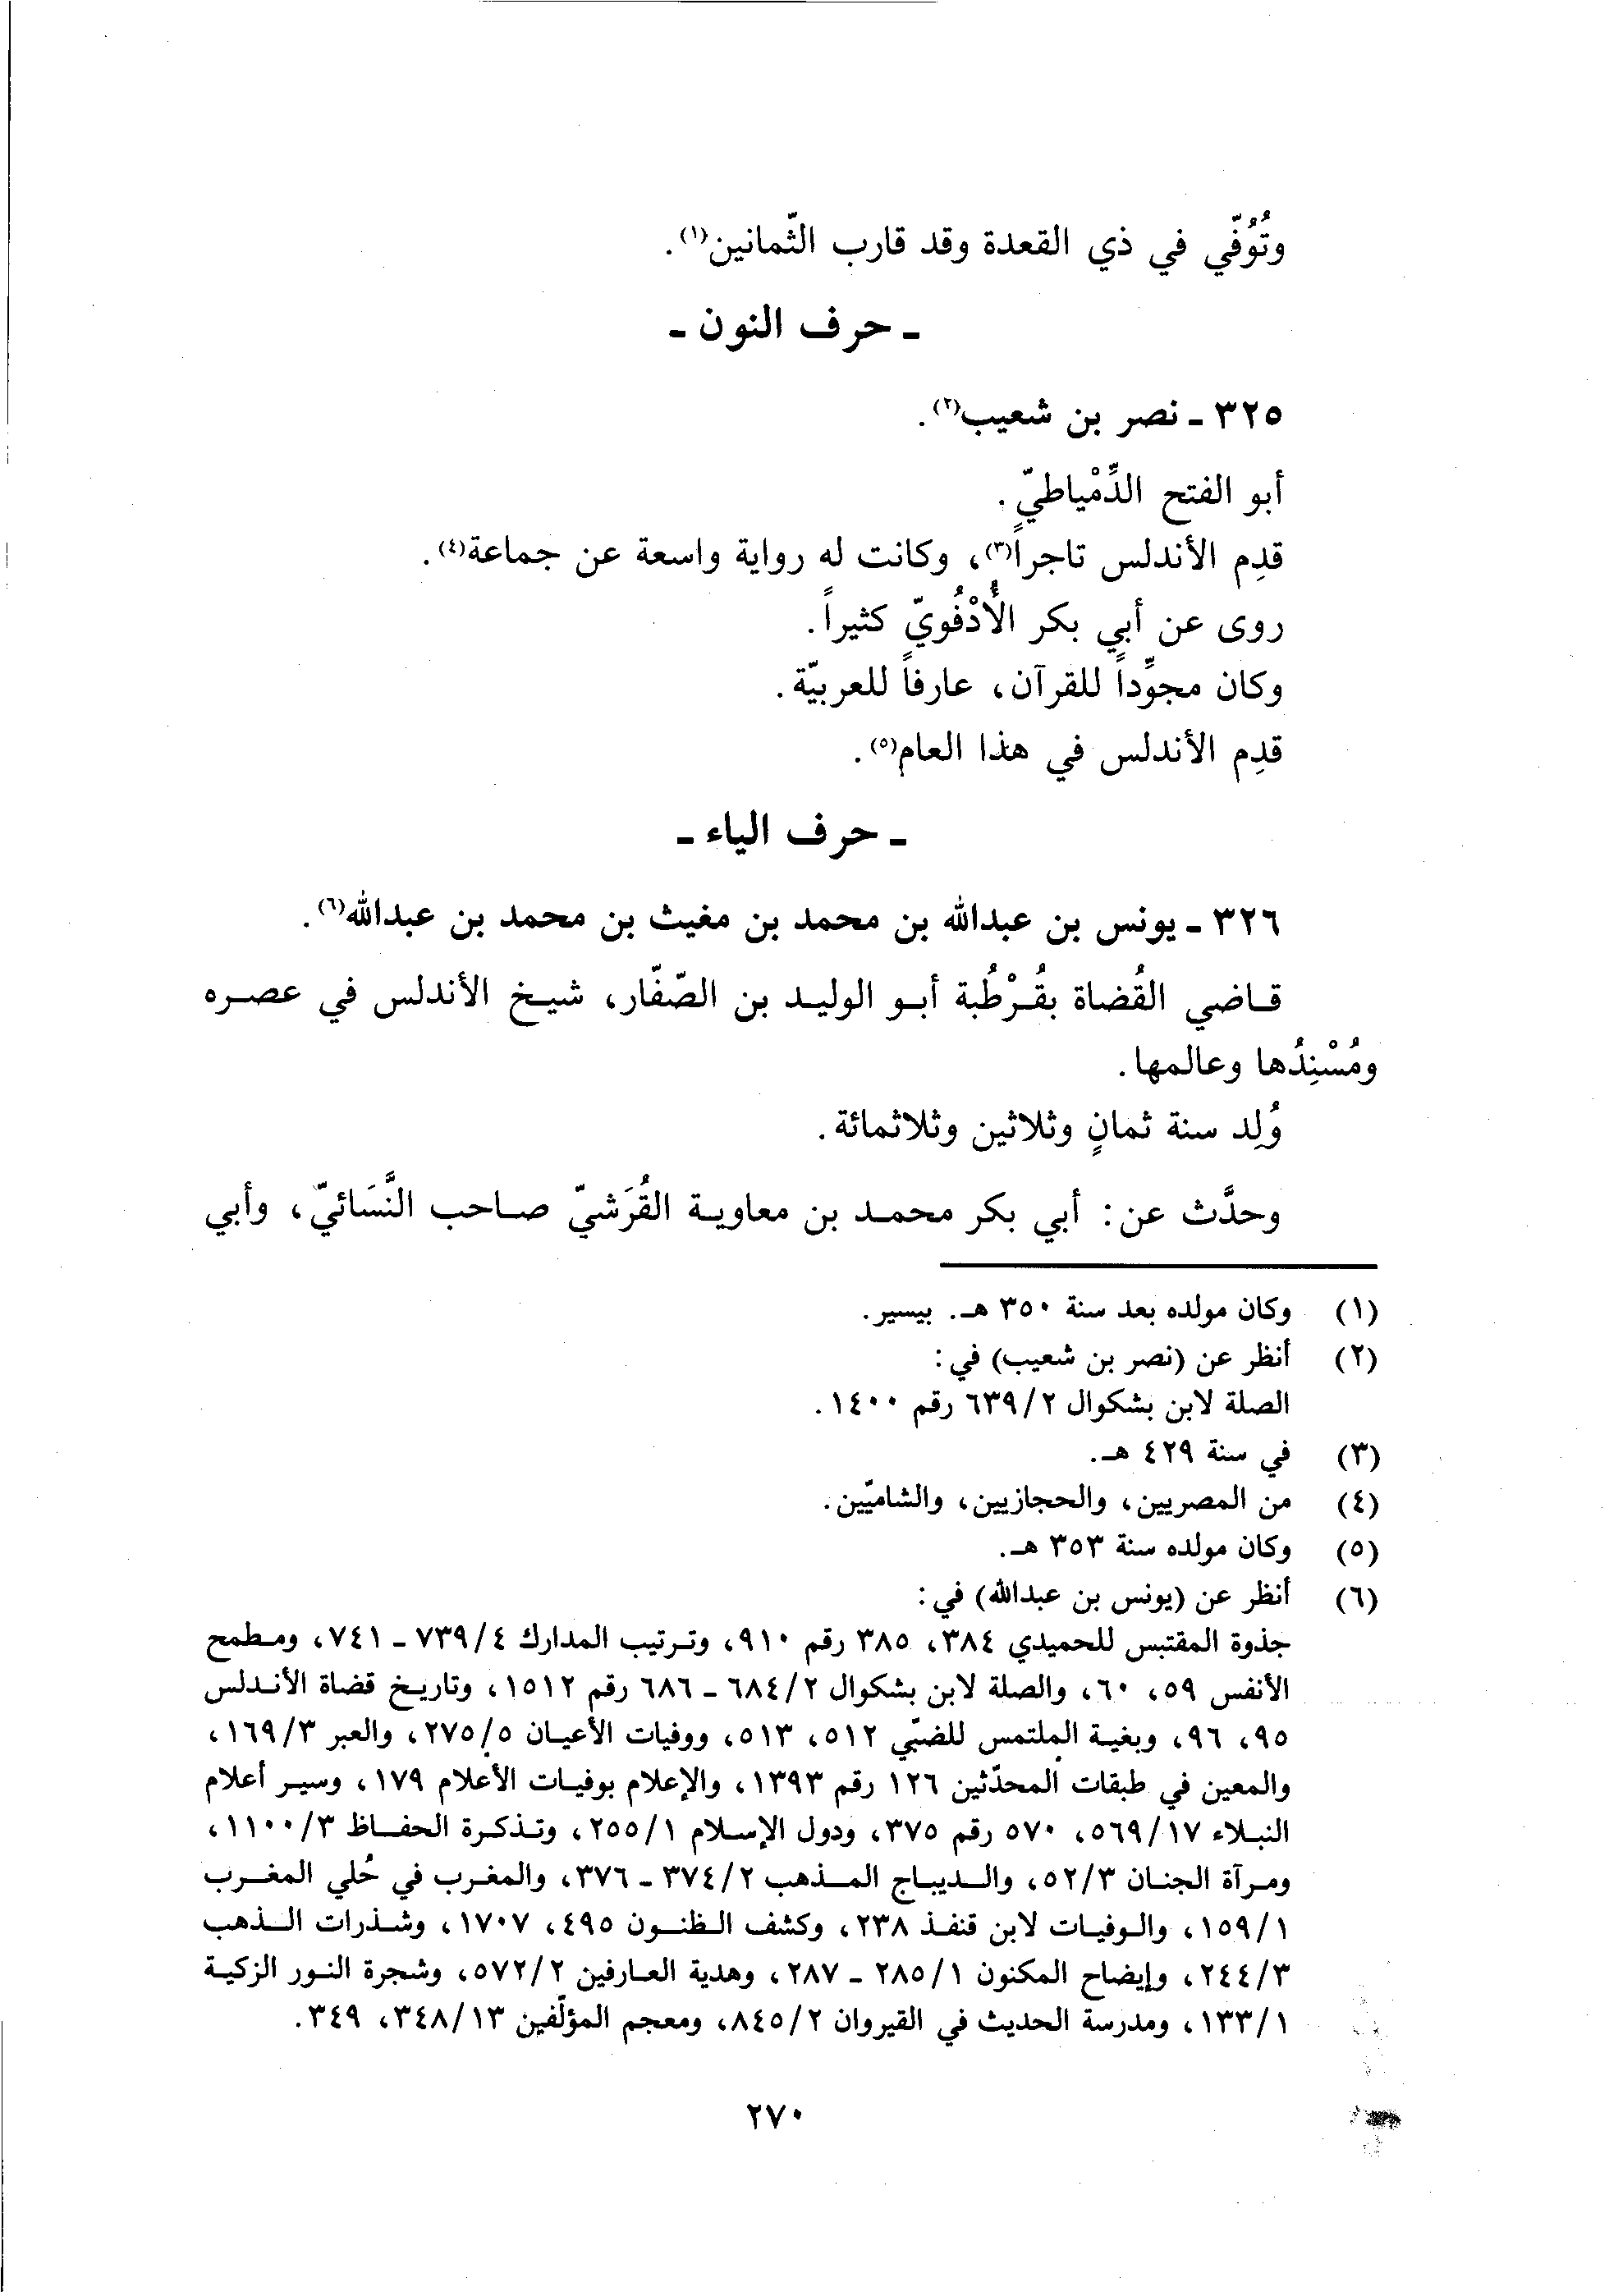 وتُوُفّي في ذي القعدة وقد قارب الثّمانين(١).
ـ حرف النون ـ
٣٢٥ ـ نصر بن شعيب(٢).
أبو الفتح الدِّمْياطيّ.
قدِم الأندلس تاجراً(٣)، وكانت له رواية واسعة عن جماعة(٤).
روى عن أبي بكر الأُدْفُويّ كثيراً.
وكان مجوِّداً للقرآن، عارفاً للعربيّة.
قدِم الأندلس في هذا العام(٥).
ـ حرف الياء ـ
٣٢٦ ـ يونس بن عبدالله بن محمد بن مغيث بن محمد بن عبدالله(٦).
قاضي القُضاة بقُرْطُبة أبو الوليد بن الصّفّار، شيخ الأندلس في عصره
ومُسْنِدُها وعالمها.
وُلِد سنة ثمانٍ وثلاثين وثلاثمائة.
وحدَّث عن: أبي بكر محمد بن معاوية القُرَشيّ صاحب النَّسَائيّ، وأبي
(١) وكان مولده بعد سنة ٣٥٠ هـ. بيسير.
(٢) أنظر عن (نصر بن شعيب) في:
الصلة لابن بشكوال ٢/ ٦٣٩ رقم ١٤٠٠.
(٣) في سنة ٤٢٩ هـ.
(٤) من المصريين، والحجازيين، والشاميّين.
(٥) وكان مولده سنة ٣٥٣ هـ.
(٦) أنظر عن (يونس بن عبدالله) في:
جذوة المقتبس للحميدي ٣٨٤، ٣٨٥ رقم ٩١٠، وترتيب المدارك ٤/ ٧٣٩ ـ ٧٤١، ومطمح
الأنفس ٥٩، ٦٠، والصلة لابن بشكوال ٢/ ٦٨٤ ـ ٦٨٦ رقم ١٥١٢، وتاريخ قضاة الأندلس
٩٥، ٩٦، وبغية الملتمس للضبّي ٥١٢، ٥١٣، ووفيات الأعيان ٥/ ٢٧٥، والعبر ٣/ ١٦٩،
والمعين في طبقات المحدّثين ١٢٦ رقم ١٣٩٣، والإعلام بوفيات الأعلام ١٧٩، وسير أعلام
النبلاء ١٧/ ٥٦٩، ٥٧٠ رقم ٣٧٥، ودول الإسلام ١/ ٢٥٥، وتذكرة الحفاظ ٣/ ١١٠٠،
ومرآة الجنان ٣/ ٥٢، والديباج المذهب ٢/ ٣٧٤ ـ ٣٧٦، والمغرب في حُلي المغرب
١/ ١٥٩، والوفيات لابن قنفذ ٢٣٨، وكشف الظنون ٤٩٥، ١٧٠٧، وشذرات الذهب
٣/ ٢٤٤، وإيضاح المكنون ١/ ٢٨٥ ـ ٢٨٧، وهدية العارفين ٢/ ٥٧٢، وشجرة النور الزكية
١/ ١٣٣، ومدرسة الحديث في القيروان ٢/ ٨٤٥، ومعجم المؤلّفين ١٣/ ٣٤٨، ٣٤٩.
٢٧٠